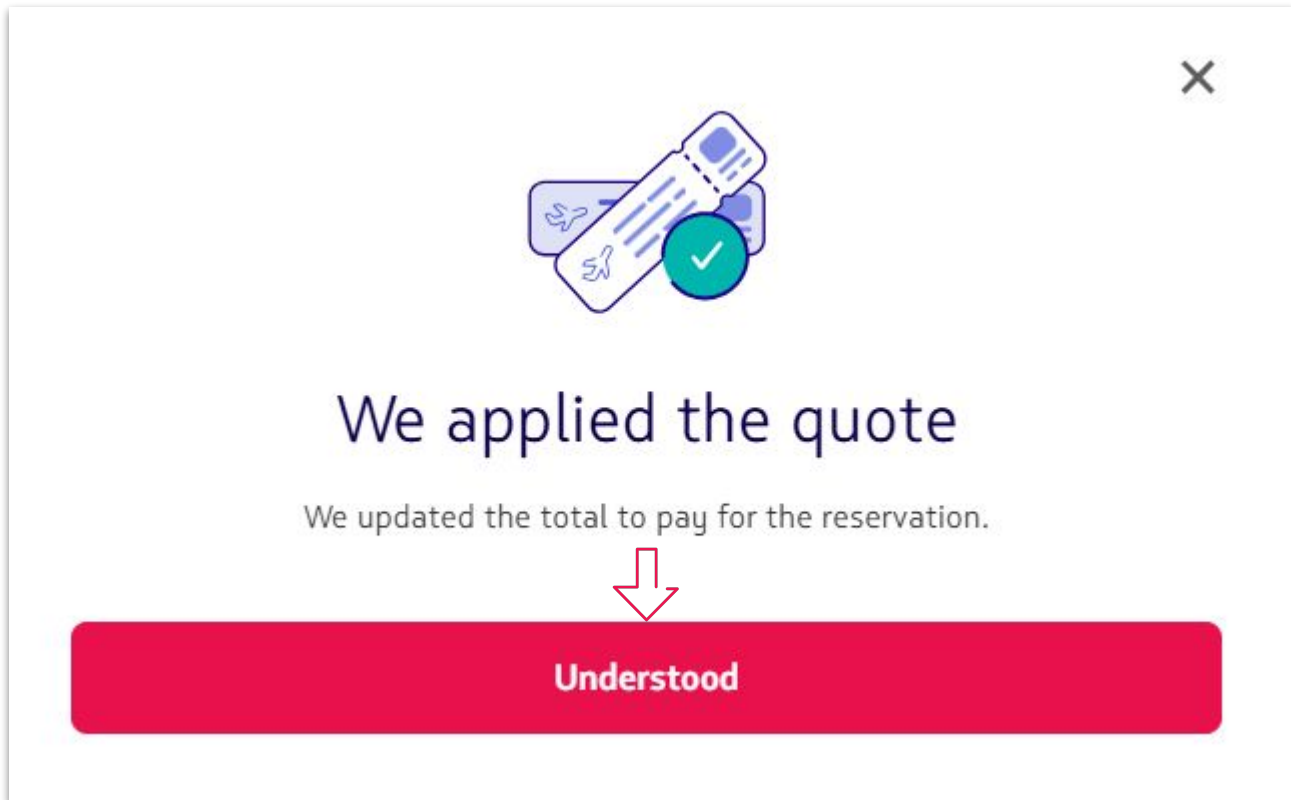 We applied the quote
We updated the total to pay for the reservation.
Understood